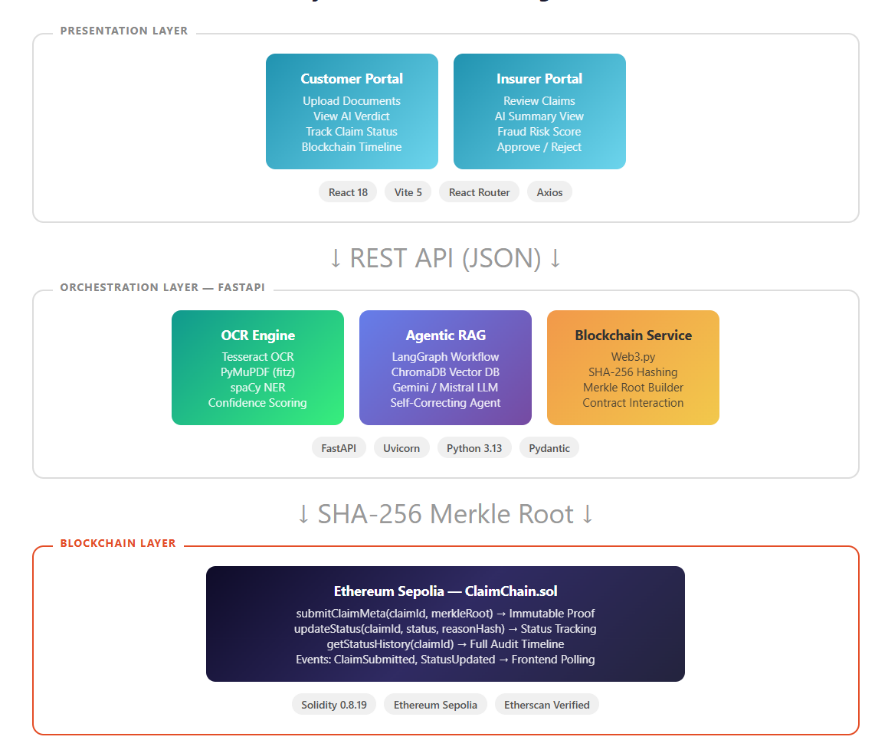 PRESENTATION LAYER
Customer Portal
Upload Documents
View AI Verdict
Track Claim Status
Blockchain Timeline
Insurer Portal
Review Claims
AI Summary View
Fraud Risk Score
Approve / Reject
React 18
Vite 5
React Router
Axios
↓ REST API (JSON) ↓
ORCHESTRATION LAYER — FASTAPI
OCR Engine
Tesseract OCR
PyMuPDF (fitz)
spaCy NER
Confidence Scoring
Agentic RAG
LangGraph Workflow
ChromaDB Vector DB
Gemini / Mistral LLM
Self-Correcting Agent
Blockchain Service
Web3.py
SHA-256 Hashing
Merkle Root Builder
Contract Interaction
FastAPI
Uvicorn
Python 3.13
Pydantic
↓ SHA-256 Merkle Root ↓
BLOCKCHAIN LAYER
Ethereum Sepolia — ClaimChain.sol
submitClaimMeta(claimId, merkleRoot) → Immutable Proof
updateStatus(claimId, status, reasonHash) → Status Tracking
getStatusHistory(claimId) → Full Audit Timeline
Events: ClaimSubmitted, StatusUpdated → Frontend Polling
Solidity 0.8.19
Ethereum Sepolia
Etherscan Verified